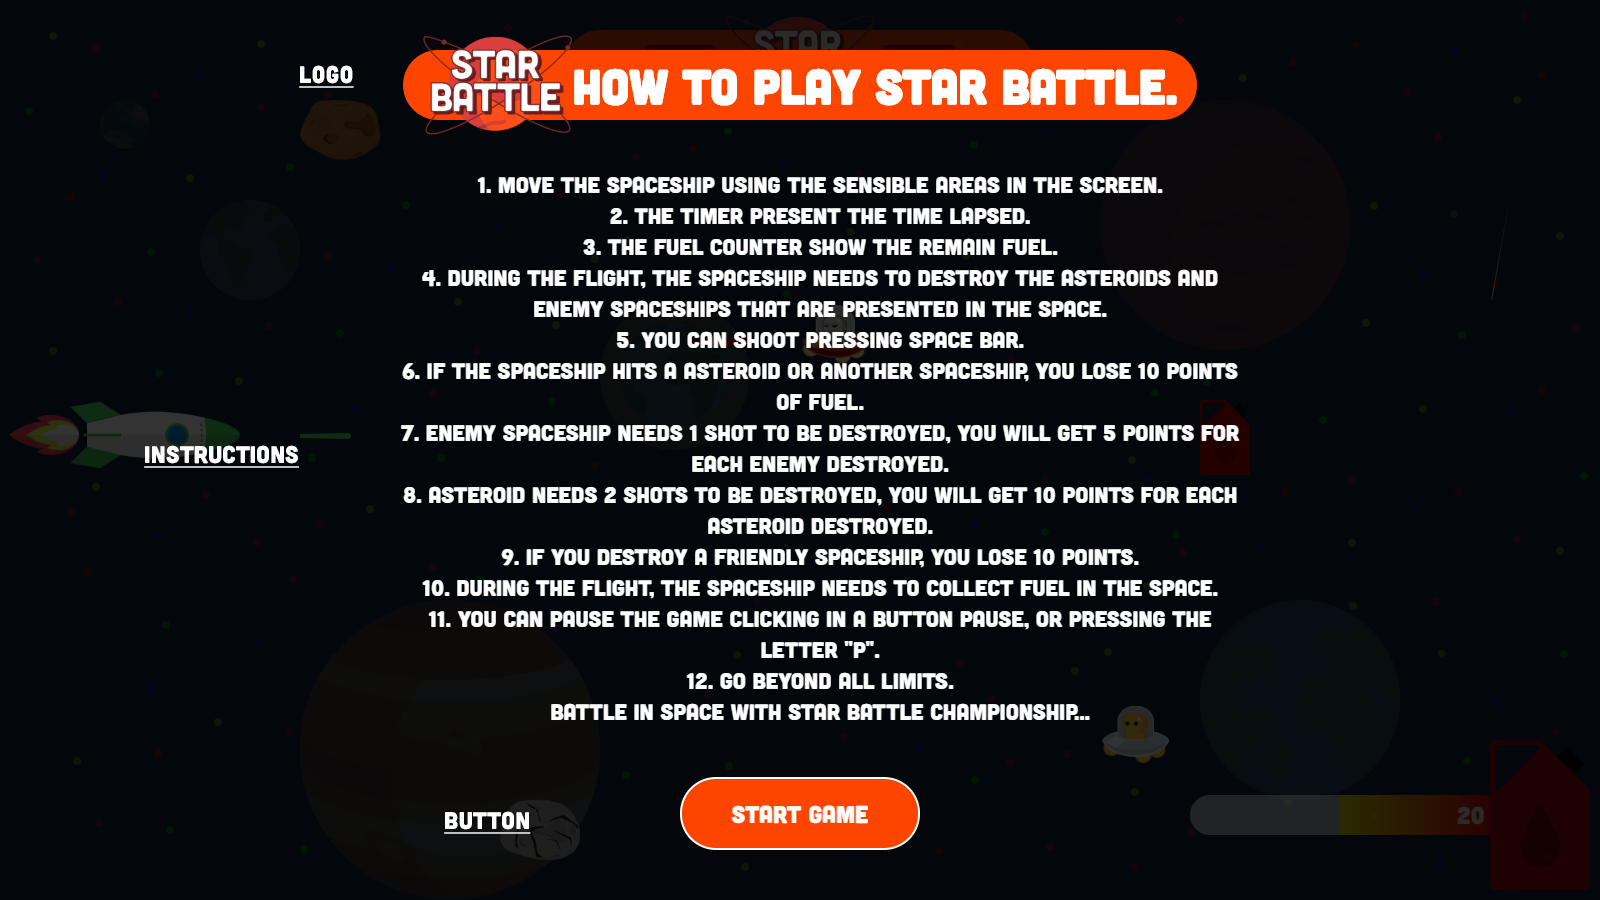 STAR
LOGO
STAR
BATTLE
HOW TO PLAY STAR BATTLE.
1. MOVE THE SPACESHIP USING THE SENSIBLE AREAS IN THE SCREEN.
2. THE TIMER PRESENT THE TIME LAPSED.
3. THE FUEL COUNTER SHOW THE REMAIN FUEL.
4. DURING THE FLIGHT, THE SPACESHIP NEEDS TO DESTROY THE ASTEROIDS AND
ENEMY SPACESHIPS THAT ARE PRESENTED IN THE SPACE.
5. YOU CAN SHOOT PRESSING SPACE BAR.
6. IF THE SPACESHIP HITS A ASTEROID OR ANOTHER SPACESHIP, YOU LOSE 10 POINTS
OF FUEL.
7. ENEMY SPACESHIP NEEDS 1 SHOT TO BE DESTROYED, YOU WILL GET 5 POINTS FOR
EACH ENEMY DESTROYED.
INSTRUCTIONS
8. ASTEROID NEEDS 2 SHOTS TO BE DESTROYED, YOU WILL GET 10 POINTS FOR EACH
ASTEROID DESTROYED.
9. IF YOU DESTROY A FRIENDLY SPACESHIP, YOU LOSE 10 POINTS.
10. DURING THE FLIGHT, THE SPACESHIP NEEDS TO COLLECT FUEL IN THE SPACE.
11. YOU CAN PAUSE THE GAME CLICKING IN A BUTTON PAUSE, OR PRESSING THE
LETTER "P".
12. GO BEYOND ALL LIMITS.
BATTLE IN SPACE WITH STAR BATTLE CHAMPIONSHIP...
BUTTON
START GAME
20